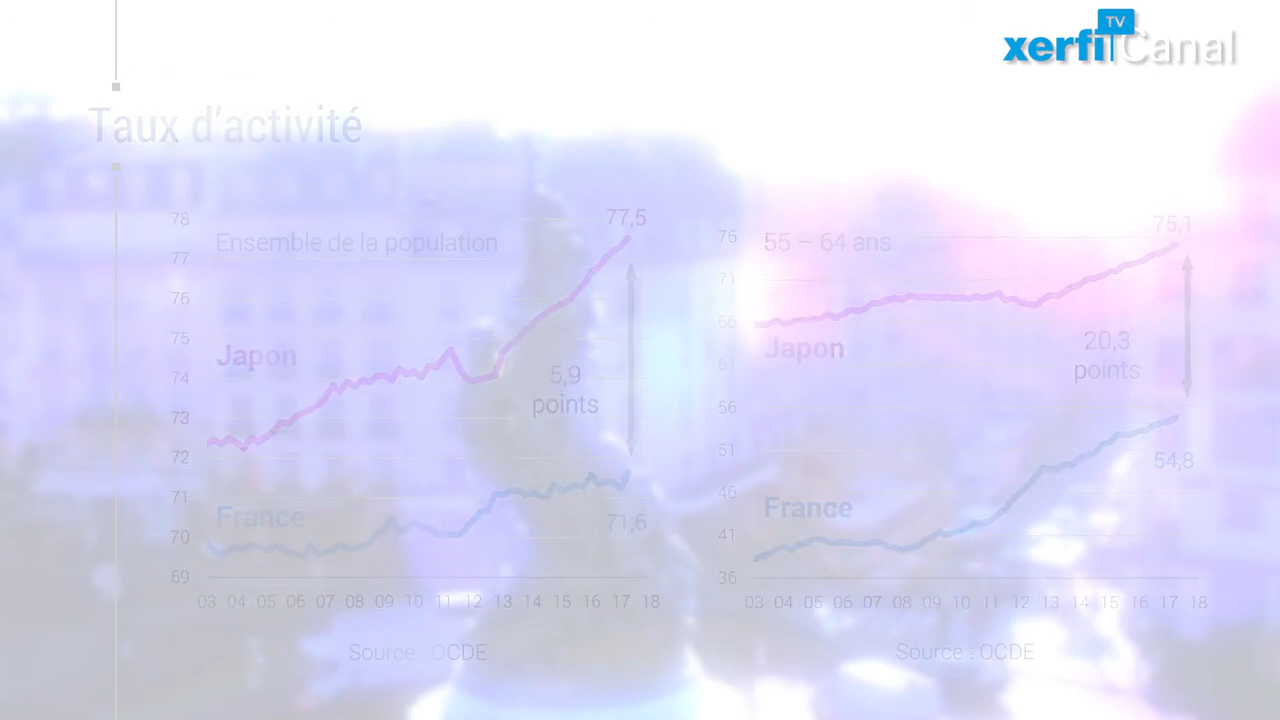 xerfi TV Canal
Taux d'activité
Ensemble de la population
78
77
76
75
74
73
72
71
70
69
77,5
Japon
5,9
points
France
71,6
03 04 05 06 07 08 09 10 11 12 13 14 15 16 17 18
Source : OCDE
55 – 64 ans
76
71
66
61
56
51
46
41
36
75,1
Japon
20,3
points
54,8
France
03 04 05 06 07 08 09 10 11 12 13 14 15 16 17 18
Source : OCDE